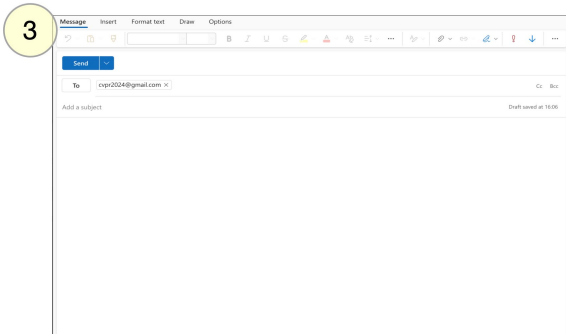 3
Message Insert Format text Draw Options
Send
To cvpr2024@gmail.com × Cc Bcc
Add a subject Draft saved at 16:06